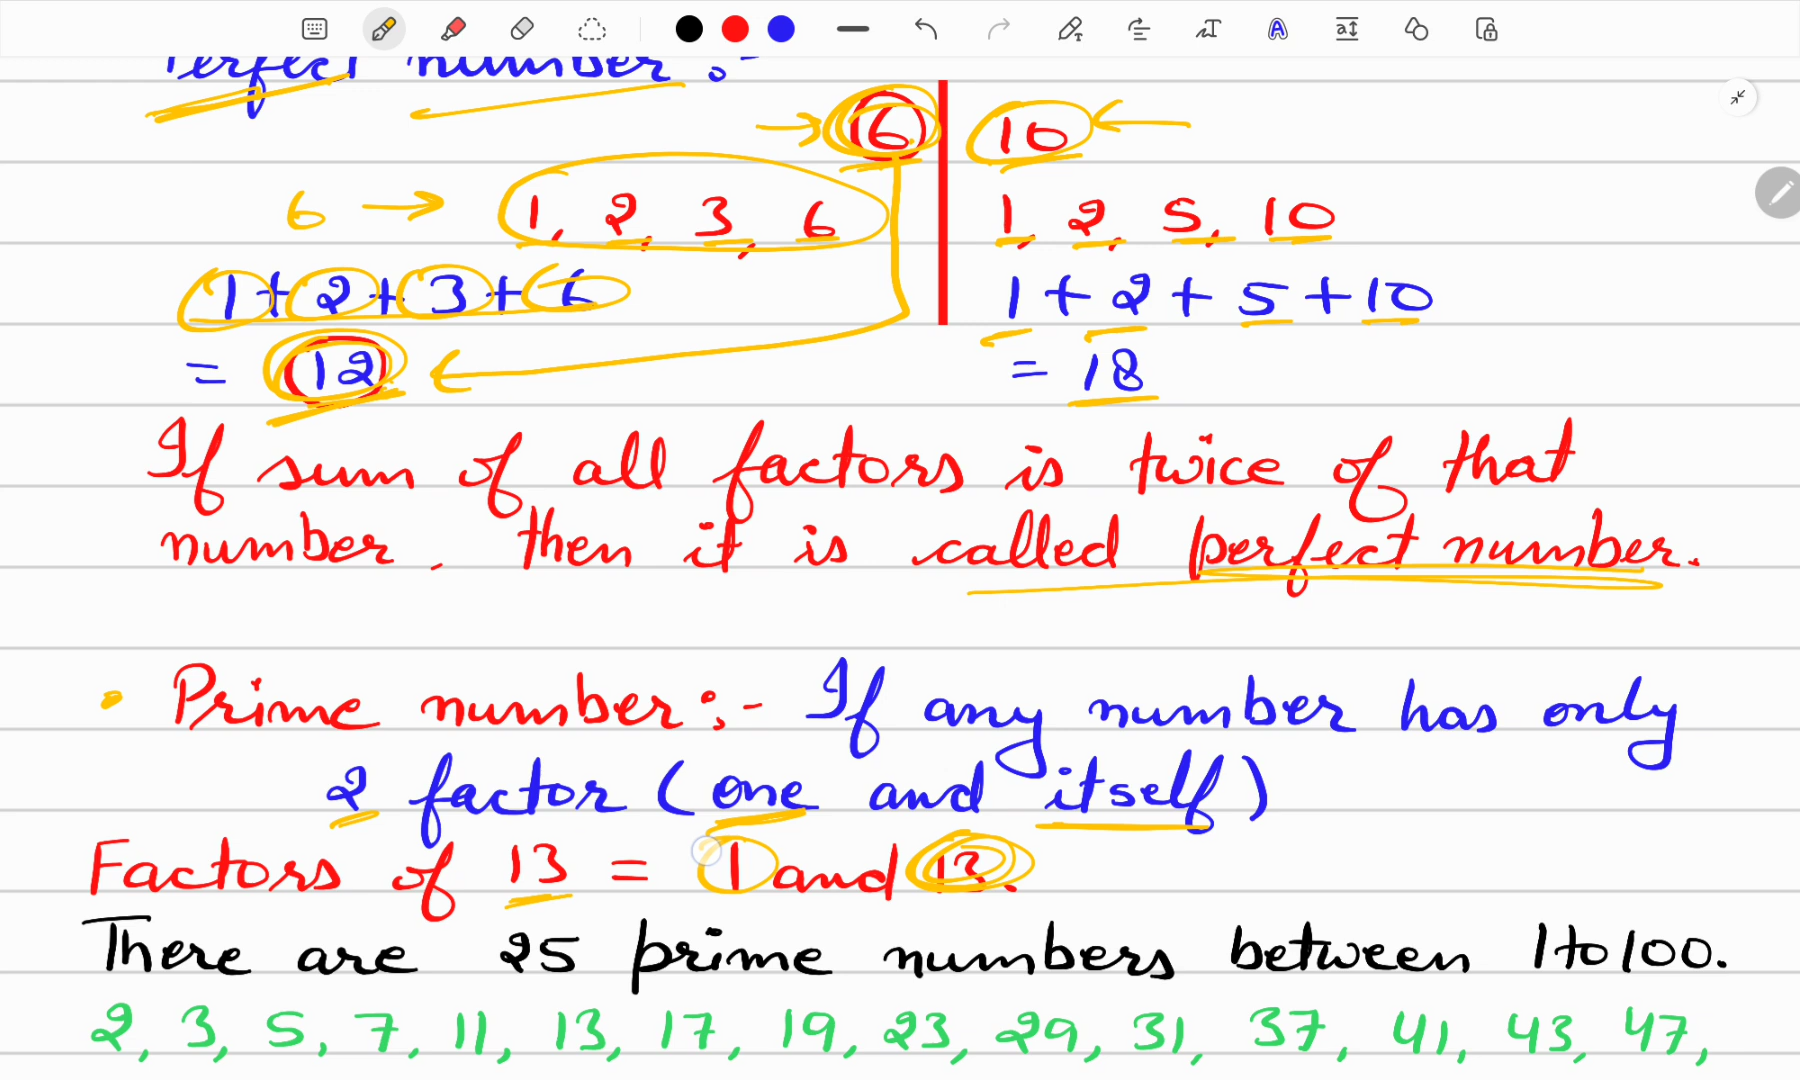 Perfect number :-
6 10
6 → 1, 2, 3, 6 1, 2, 5, 10
1+2+3+6 1+2+5+10
= 12 = 18
If sum of all factors is twice of that
number, then it is called perfect number.
• Prime number :- If any number has only
2 factor (one and itself)
Factors of 13 = 1 and 13.
There are 25 prime numbers between 1 to 100.
2, 3, 5, 7, 11, 13, 17, 19, 23, 29, 31, 37, 41, 43, 47,